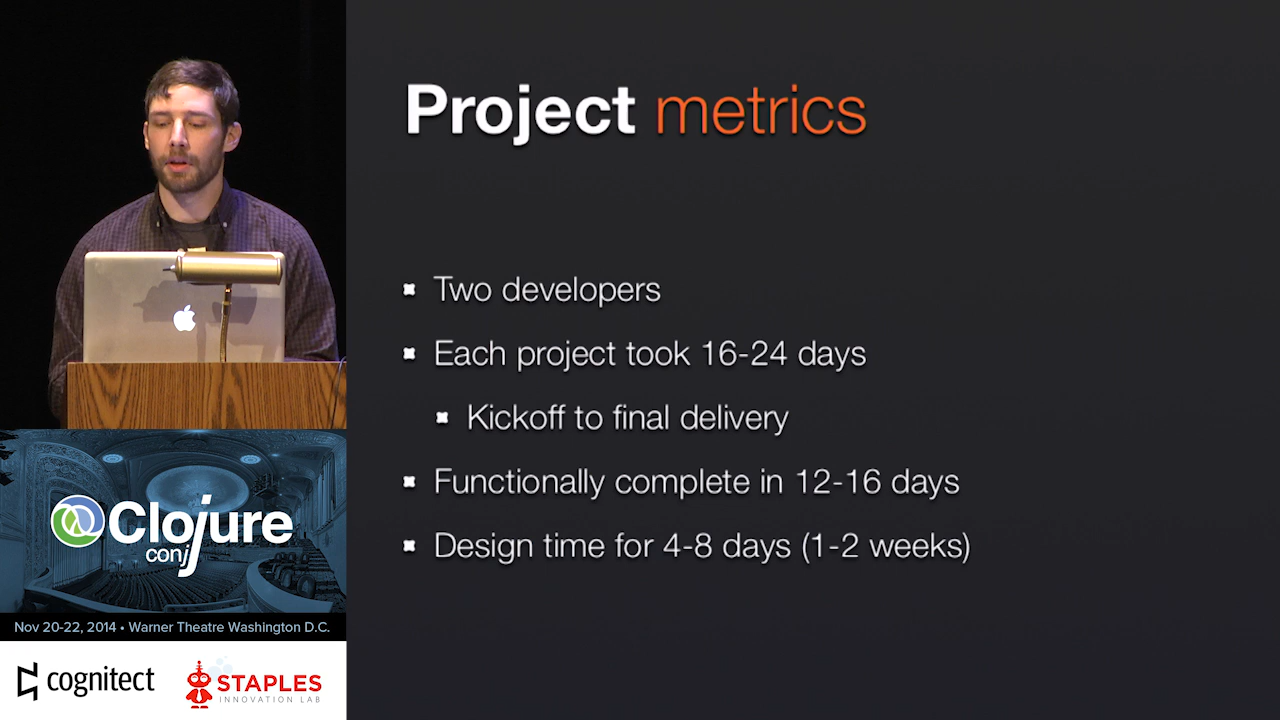 Project metrics
Two developers
Each project took 16-24 days
Kickoff to final delivery
Functionally complete in 12-16 days
Design time for 4-8 days (1-2 weeks)
Clojure
conj
Nov 20-22, 2014 • Warner Theatre Washington D.C.
cognitect
STAPLES
INNOVATION LAB